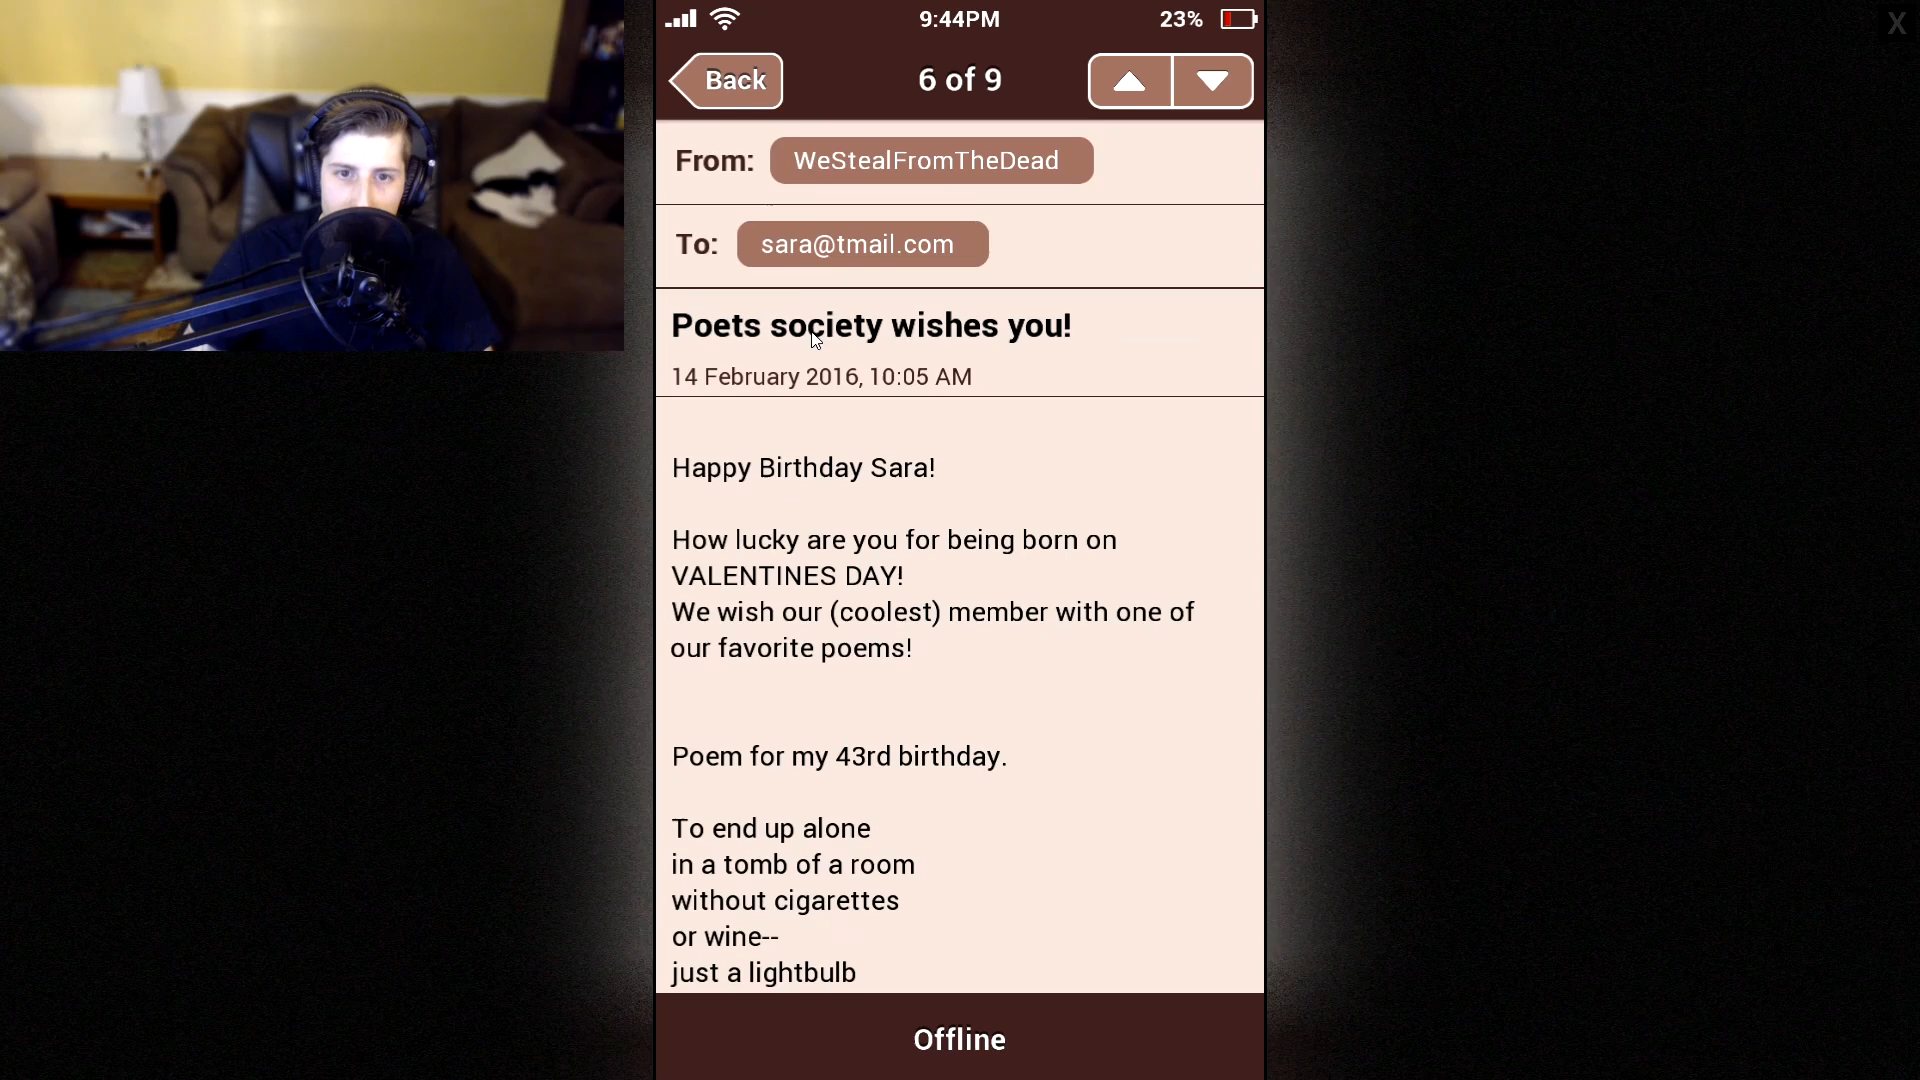 9:44PM
23%
X
Back
6 of 9
From: WeStealFromTheDead
To: sara@tmail.com
Poets society wishes you!
14 February 2016, 10:05 AM
Happy Birthday Sara!
How lucky are you for being born on
VALENTINES DAY!
We wish our (coolest) member with one of
our favorite poems!
Poem for my 43rd birthday.
To end up alone
in a tomb of a room
without cigarettes
or wine--
just a lightbulb
Offline